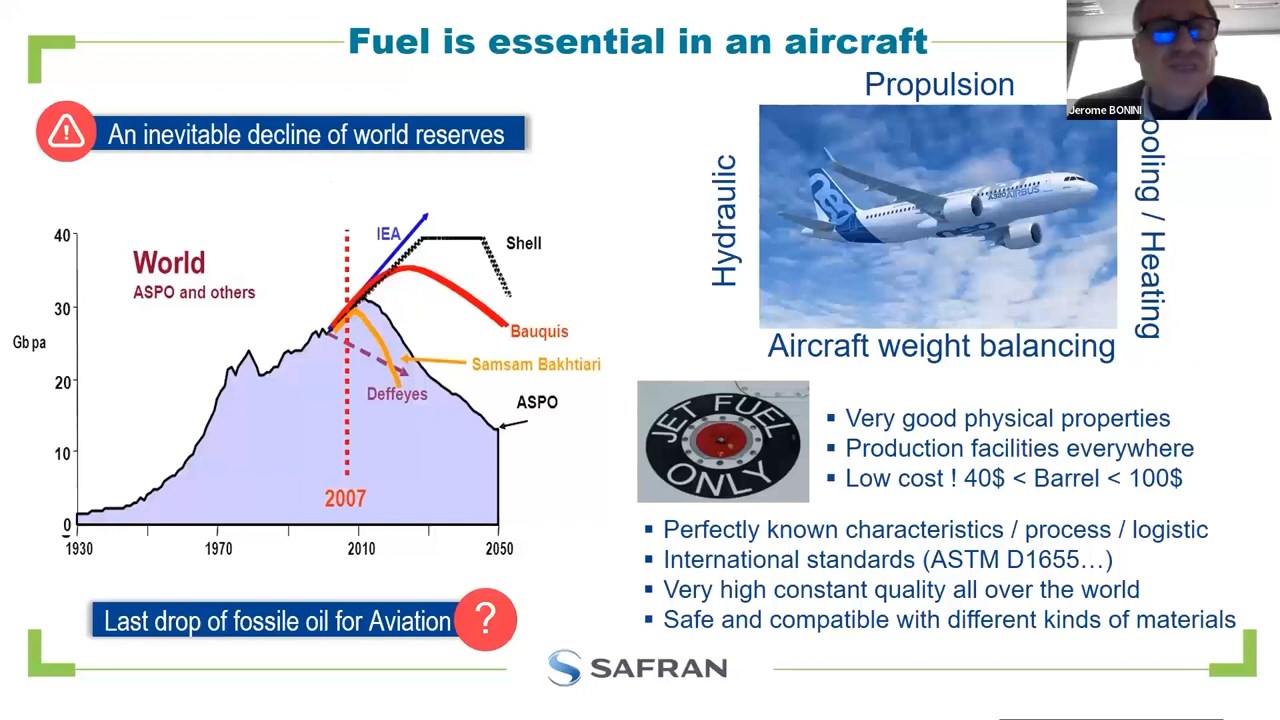 Fuel is essential in an aircraft
Jerome BONINI
An inevitable decline of world reserves
40
30
20
10
0
Gb pa
World
ASPO and others
IEA
Shell
Bauquis
Samsam Bakhtiari
Deffeyes
ASPO
2007
1930
1970
2010
2050
Last drop of fossile oil for Aviation
?
Propulsion
Hydraulic
ooling / Heating
A320 AIRBUS
neo
Aircraft weight balancing
JET FUEL
ONLY
▪ Very good physical properties
▪ Production facilities everywhere
▪ Low cost ! 40$ < Barrel < 100$
▪ Perfectly known characteristics / process / logistic
▪ International standards (ASTM D1655…)
▪ Very high constant quality all over the world
▪ Safe and compatible with different kinds of materials
SAFRAN